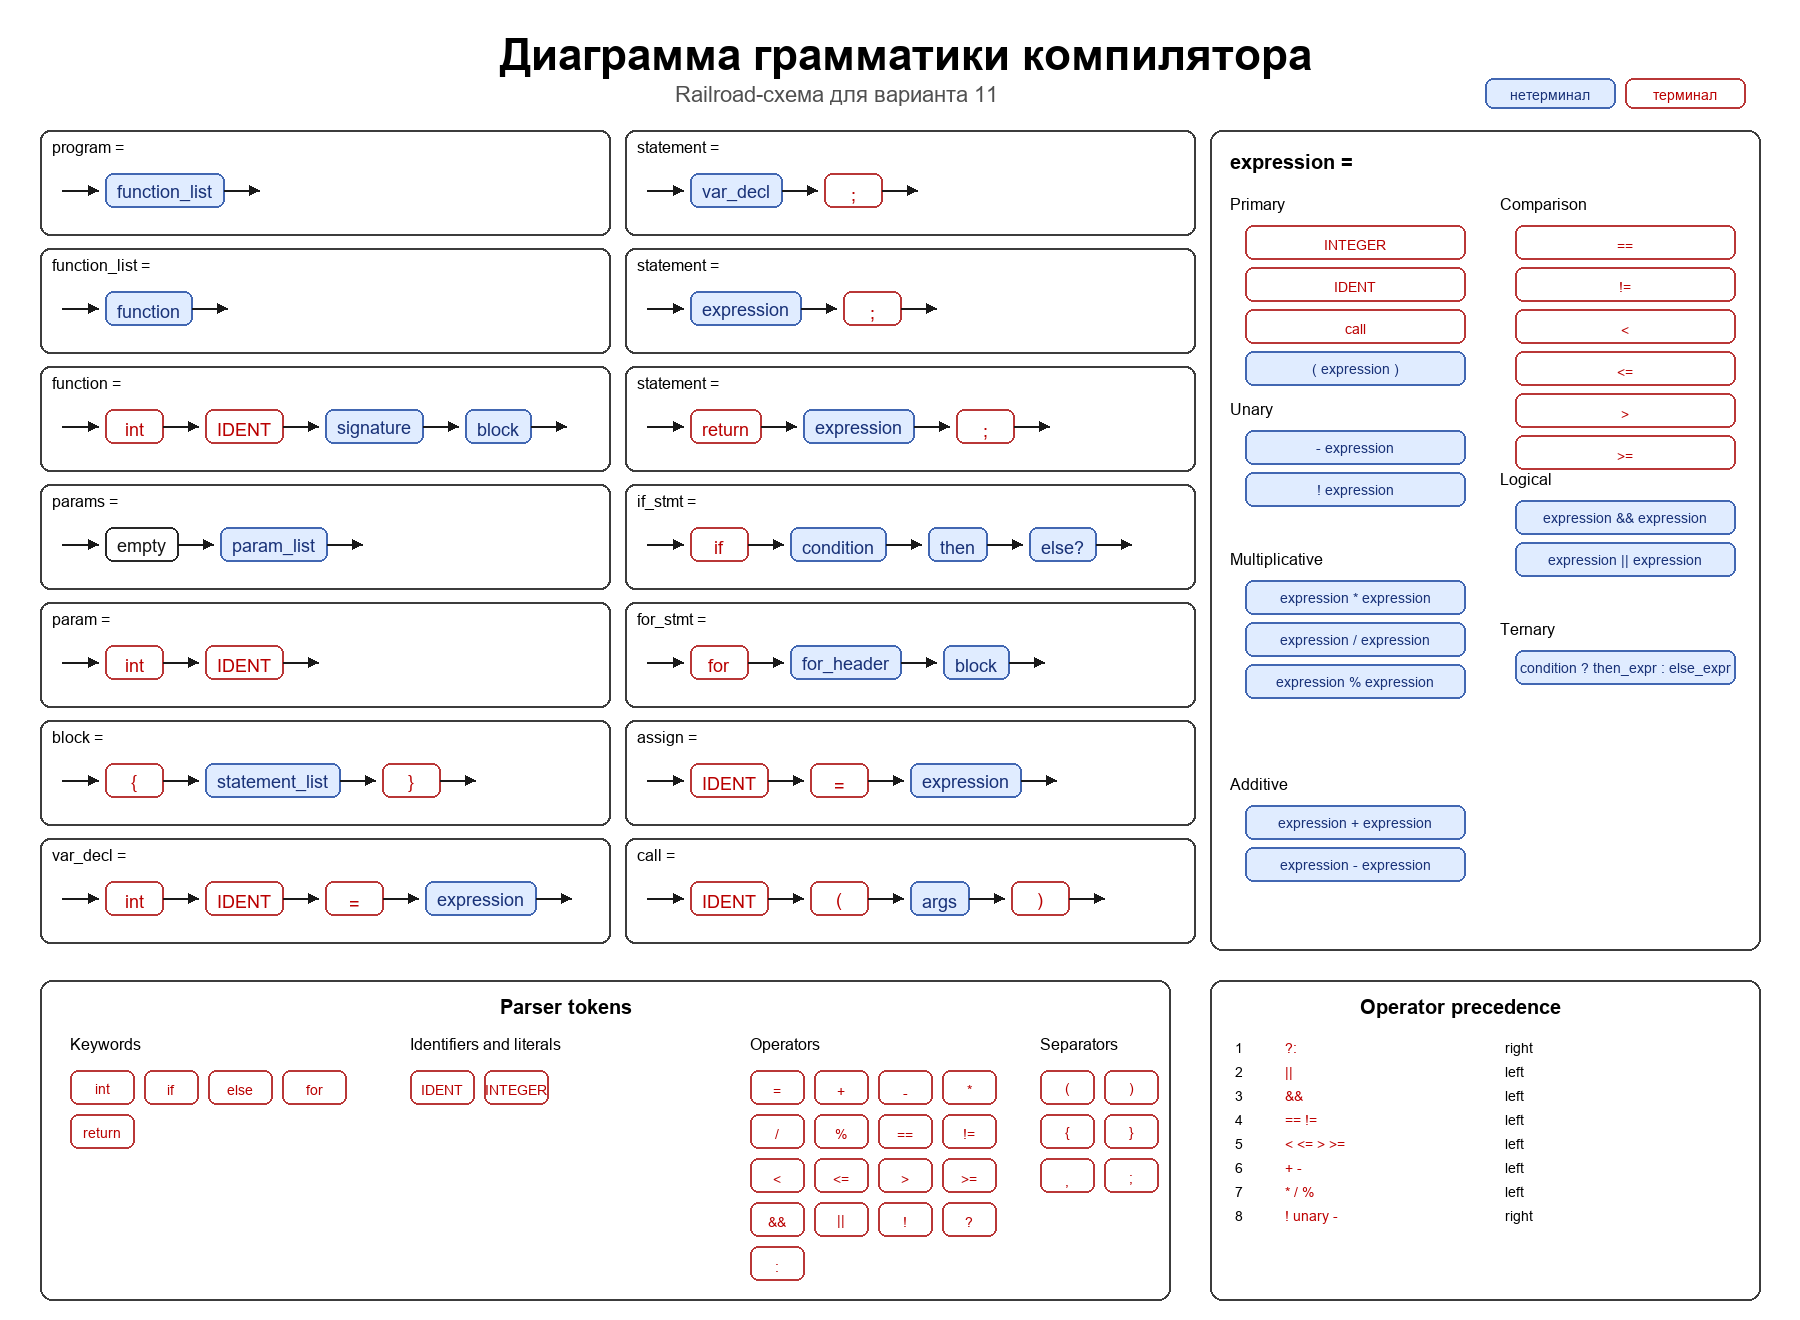 Диаграмма грамматики компилятора
Railroad-схема для варианта 11
нетерминал
терминал
program =
function_list
function_list =
function
function =
int IDENT signature block
params =
empty param_list
param =
int IDENT
block =
{ statement_list }
var_decl =
int IDENT = expression
statement =
var_decl ;
statement =
expression ;
statement =
return expression ;
if_stmt =
if condition then else?
for_stmt =
for for_header block
assign =
IDENT = expression
call =
IDENT ( args )
expression =
Primary
INTEGER
IDENT
call
( expression )
Unary
- expression
! expression
Multiplicative
expression * expression
expression / expression
expression % expression
Additive
expression + expression
expression - expression
Comparison
==
!=
<
<=
>
>=
Logical
expression && expression
expression || expression
Ternary
condition ? then_expr : else_expr
Parser tokens
Keywords
int if else for
return
Identifiers and literals
IDENT INTEGER
Operators
= + - *
/ % == !=
< <= > >=
&& || ! ?
:
Separators
( )
{ }
, ;
Operator precedence
1 ?: right
2 || left
3 && left
4 == != left
5 < <= > >= left
6 + - left
7 * / % left
8 ! unary - right